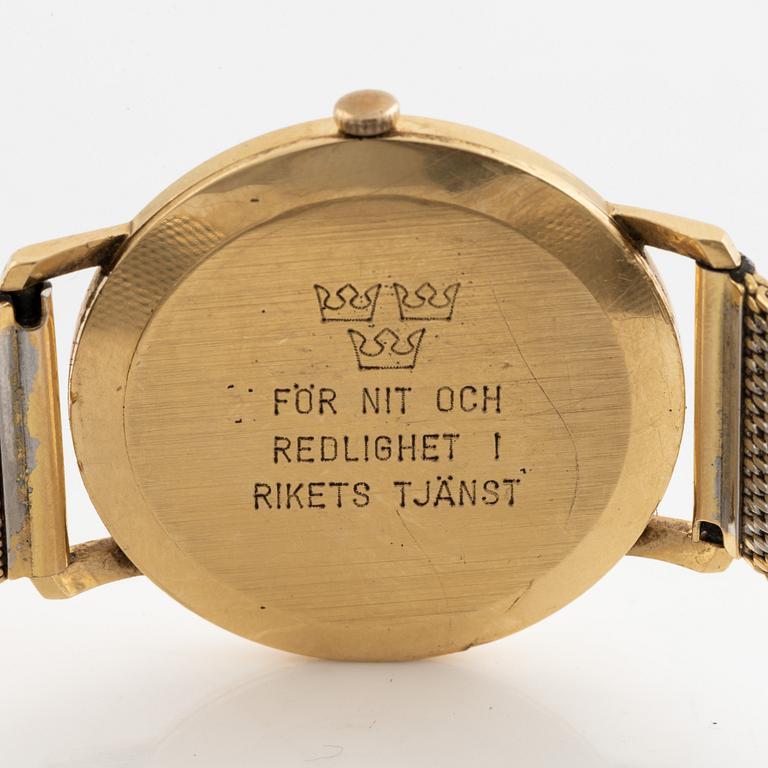 FÖR NIT OCH
REDLIGHET I
RIKETS TJÄNST